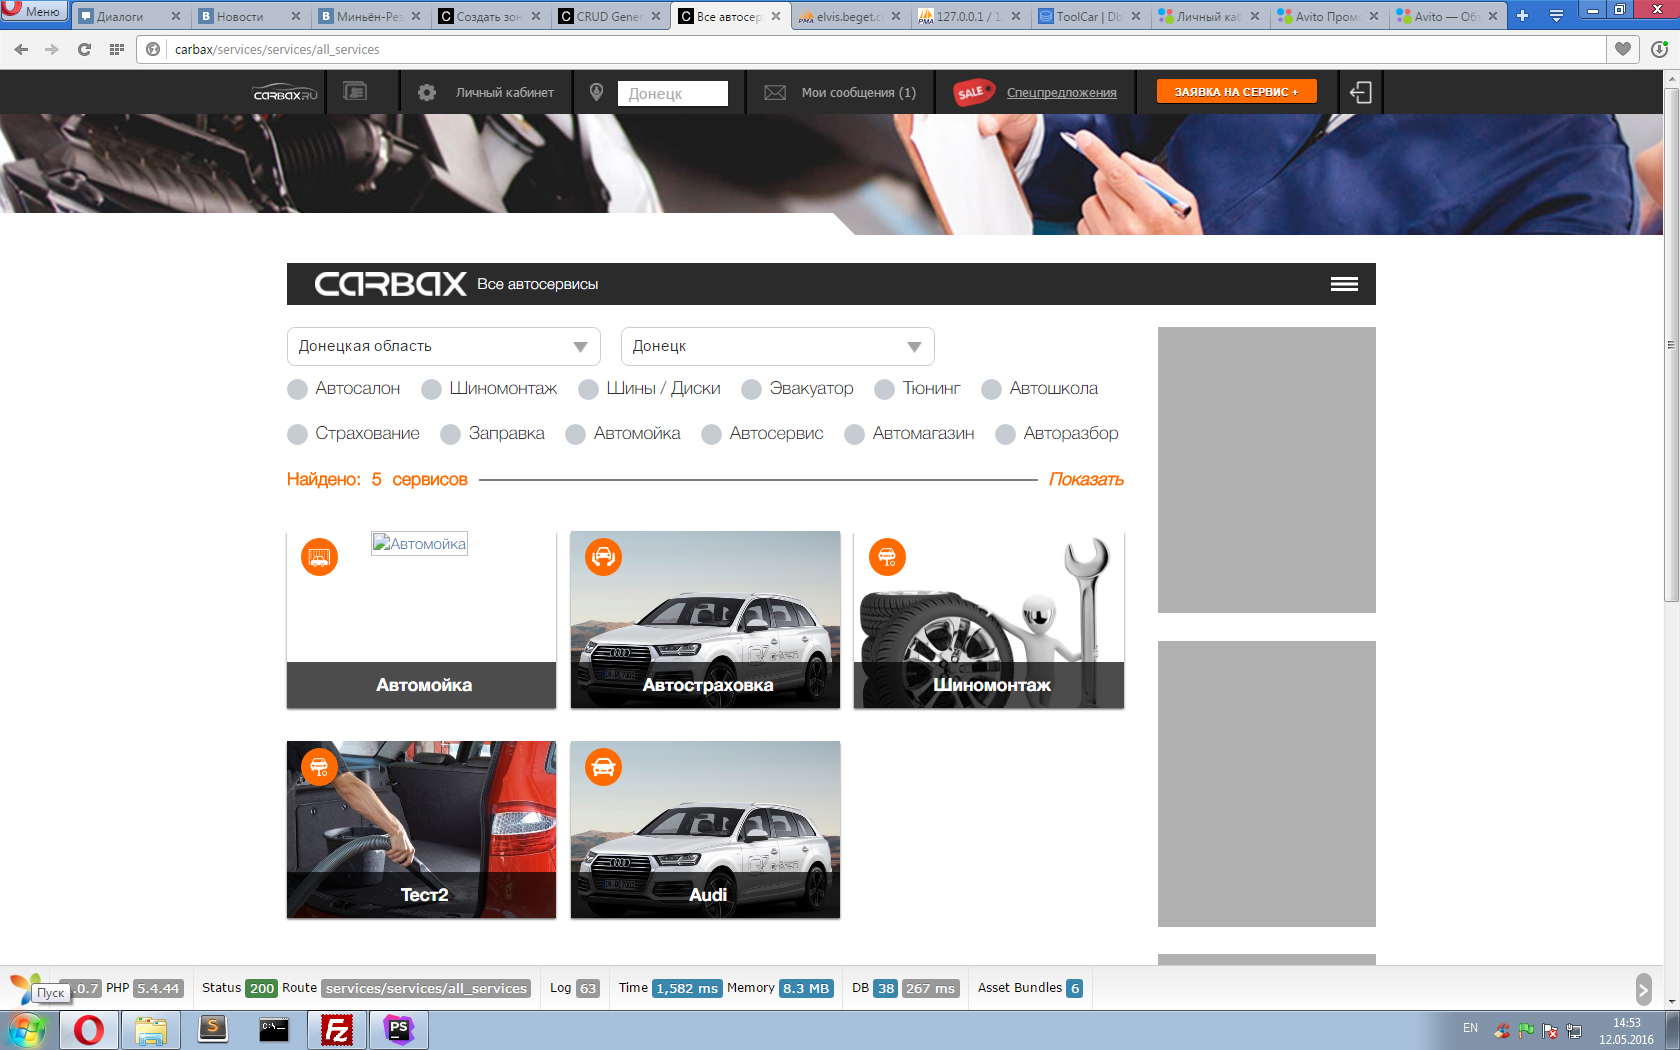 Меню
Диалоги
Новости
Миньён-Рез
Создать зон
CRUD Gener
Все автосер
elvis.beget.c
127.0.0.1 / 1
ToolCar | Db
Личный каб
Avito Промо
Avito — Об
carbax/services/services/all_services
CARBAX.RU
Личный кабинет
Донецк
Мои сообщения (1)
SALE
Спецпредложения
ЗАЯВКА НА СЕРВИС +
CARBAX Все автосервисы
Донецкая область
Донецк
Автосалон
Шиномонтаж
Шины / Диски
Эвакуатор
Тюнинг
Автошкола
Страхование
Заправка
Автомойка
Автосервис
Автомагазин
Авторазбор
Найдено: 5 сервисов
Показать
Автомойка
Автомойка
Автостраховка
Шиномонтаж
Тест2
Audi
.0.7 PHP 5.4.44
Status 200 Route services/services/all_services
Log 63
Time 1,582 ms Memory 8.3 MB
DB 38 267 ms
Asset Bundles 6
Пуск
EN
14:53
12.05.2016